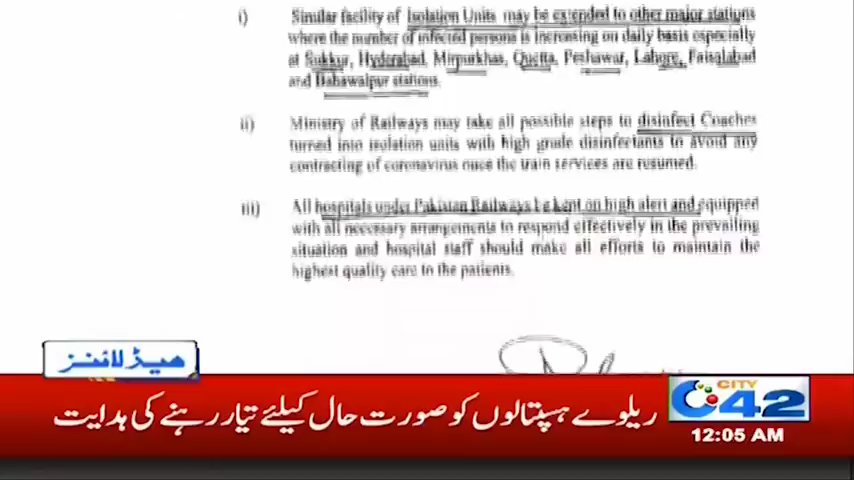 i) Similar facility of Isolation Units may be extended to other major stations
where the number of infected persons is increasing on daily basis especially
at Sukkur, Hyderabad, Mirpurkhas, Quetta, Peshawar, Lahore, Faisalabad
and Bahawalpur stations.
ii) Ministry of Railways may take all possible steps to disinfect Coaches
turned into isolation units with high grade disinfectants to avoid any
contracting of coronavirus once the train services are resumed.
iii) All hospitals under Pakistan Railways be kept on high alert and equipped
with all necessary arrangements to respond effectively in the prevailing
situation and hospital staff should make all efforts to maintain the
highest quality care to the patients.
ہیڈلائنز
ریلوے ہسپتالوں کو صورت حال کیلئے تیار رہنے کی ہدایت
CITY
42
12:05 AM